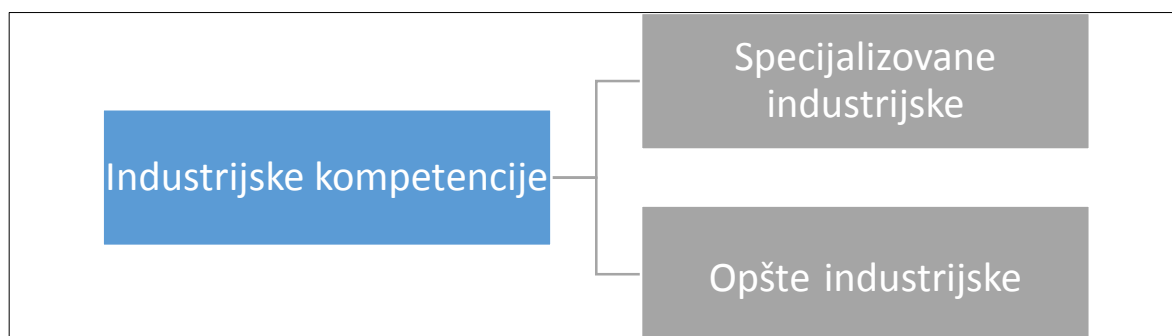 Specijalizovane
industrijske
Industrijske kompetencije
Opšte industrijske